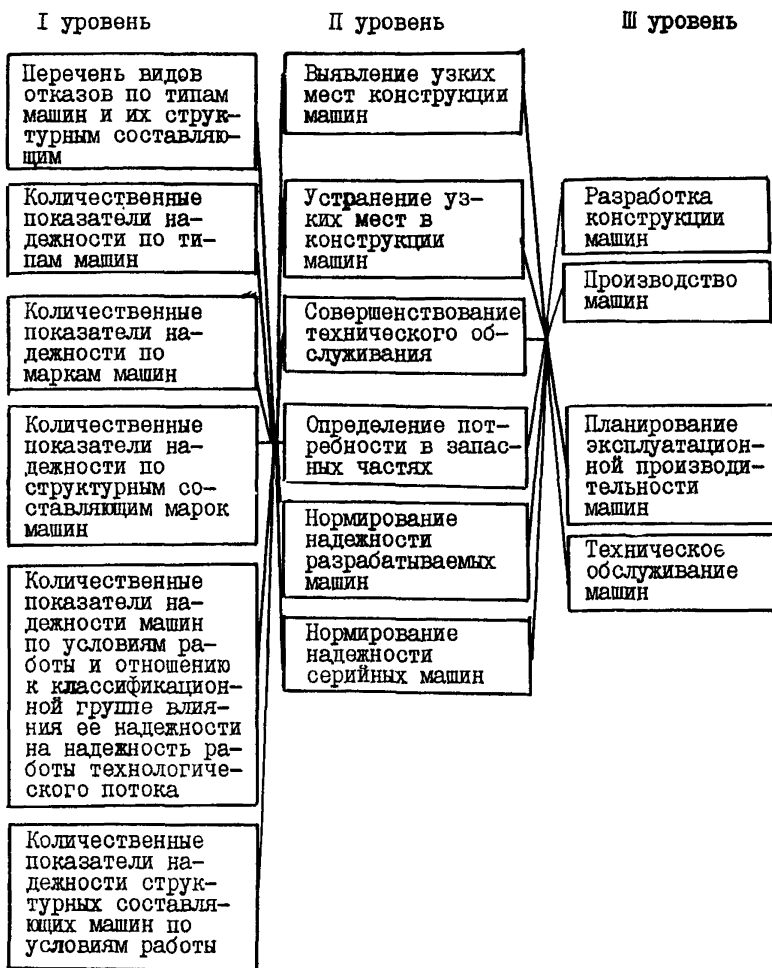 I уровень
Перечень видов
отказов по типам
машин и их струк-
турным составляю-
щим
Количественные
показатели на-
дежности по ти-
пам машин
Количественные
показатели на-
дежности по
маркам машин
Количественные
показатели на-
дежности по
структурным со-
ставляющим марок
машин
Количественные
показатели на-
дежности машин
по условиям ра-
боты и отношению
к классификацион-
ной группе влия-
ния ее надежности
на надежность ра-
боты технологиче-
ского потока
Количественные
показатели на-
дежности струк-
турных составля-
ющих машин по
условиям работы
II уровень
Выявление узких
мест конструкции
машин
Устранение уз-
ких мест в
конструкции
машин
Совершенствование
технического об-
служивания
Определение пот-
ребности в запас-
ных частях
Нормирование
надежности
разрабатываемых
машин
Нормирование
надежности
серийных машин
III уровень
Разработка
конструкции
машин
Производство
машин
Планирование
эксплуатацион-
ной производи-
тельности
машин
Техническое
обслуживание
машин